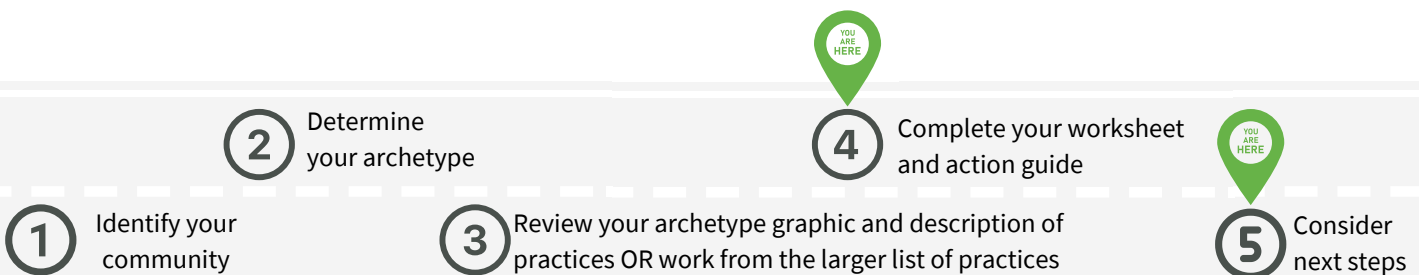 1
Identify your
community
2
Determine
your archetype
3
Review your archetype graphic and description of
practices OR work from the larger list of practices
YOU
ARE
HERE
4
Complete your worksheet
and action guide
YOU
ARE
HERE
5
Consider
next steps